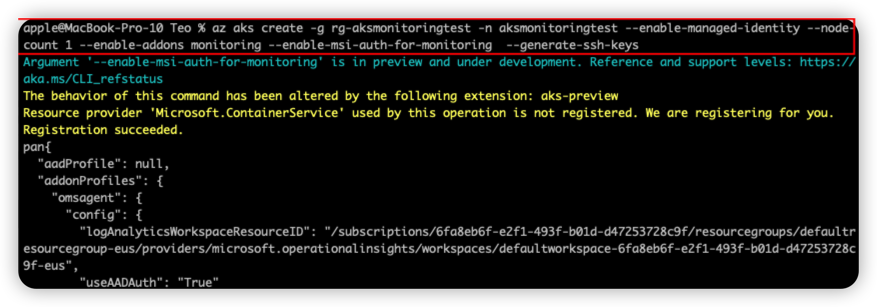 apple@MacBook-Pro-10 Teo % az aks create -g rg-aksmonitoringtest -n aksmonitoringtest --enable-managed-identity --node-
count 1 --enable-addons monitoring --enable-msi-auth-for-monitoring  --generate-ssh-keys
Argument '--enable-msi-auth-for-monitoring' is in preview and under development. Reference and support levels: https://
aka.ms/CLI_refstatus
The behavior of this command has been altered by the following extension: aks-preview
Resource provider 'Microsoft.ContainerService' used by this operation is not registered. We are registering for you.
Registration succeeded.
pan{
  "aadProfile": null,
  "addonProfiles": {
    "omsagent": {
      "config": {
        "logAnalyticsWorkspaceResourceID": "/subscriptions/6fa8eb6f-e2f1-493f-b01d-d47253728c9f/resourcegroups/defaultr
esourcegroup-eus/providers/microsoft.operationalinsights/workspaces/defaultworkspace-6fa8eb6f-e2f1-493f-b01d-d47253728c
9f-eus",
        "useAADAuth": "True"